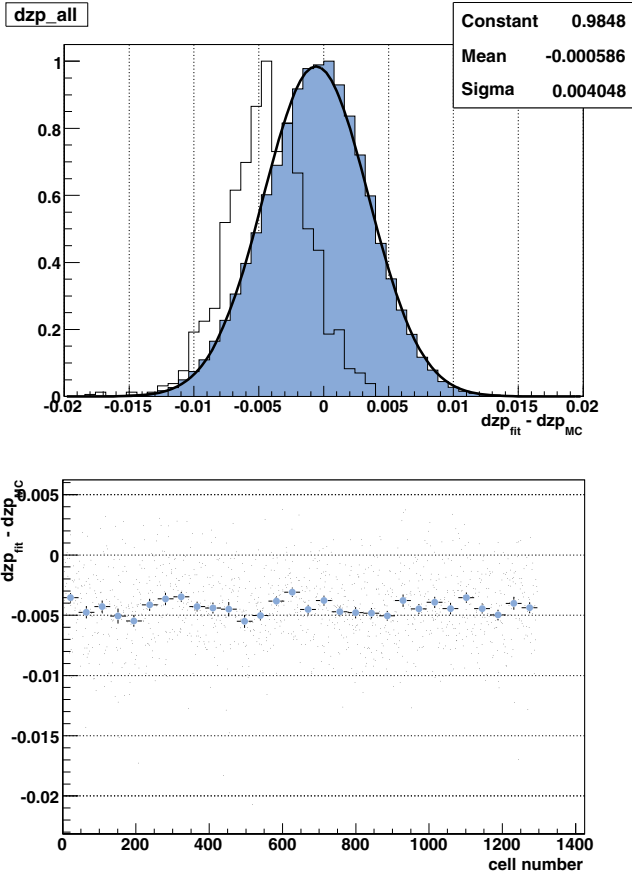 dzp_all
Constant 0.9848
Mean -0.000586
Sigma 0.004048
1
0.8
0.6
0.4
0.2
0
-0.02 -0.015 -0.01 -0.005 0 0.005 0.01 0.015 0.02
dzp_fit - dzp_MC
dzp_fit - dzp_MC
0.005
0
-0.005
-0.01
-0.015
-0.02
0 200 400 600 800 1000 1200 1400
cell number